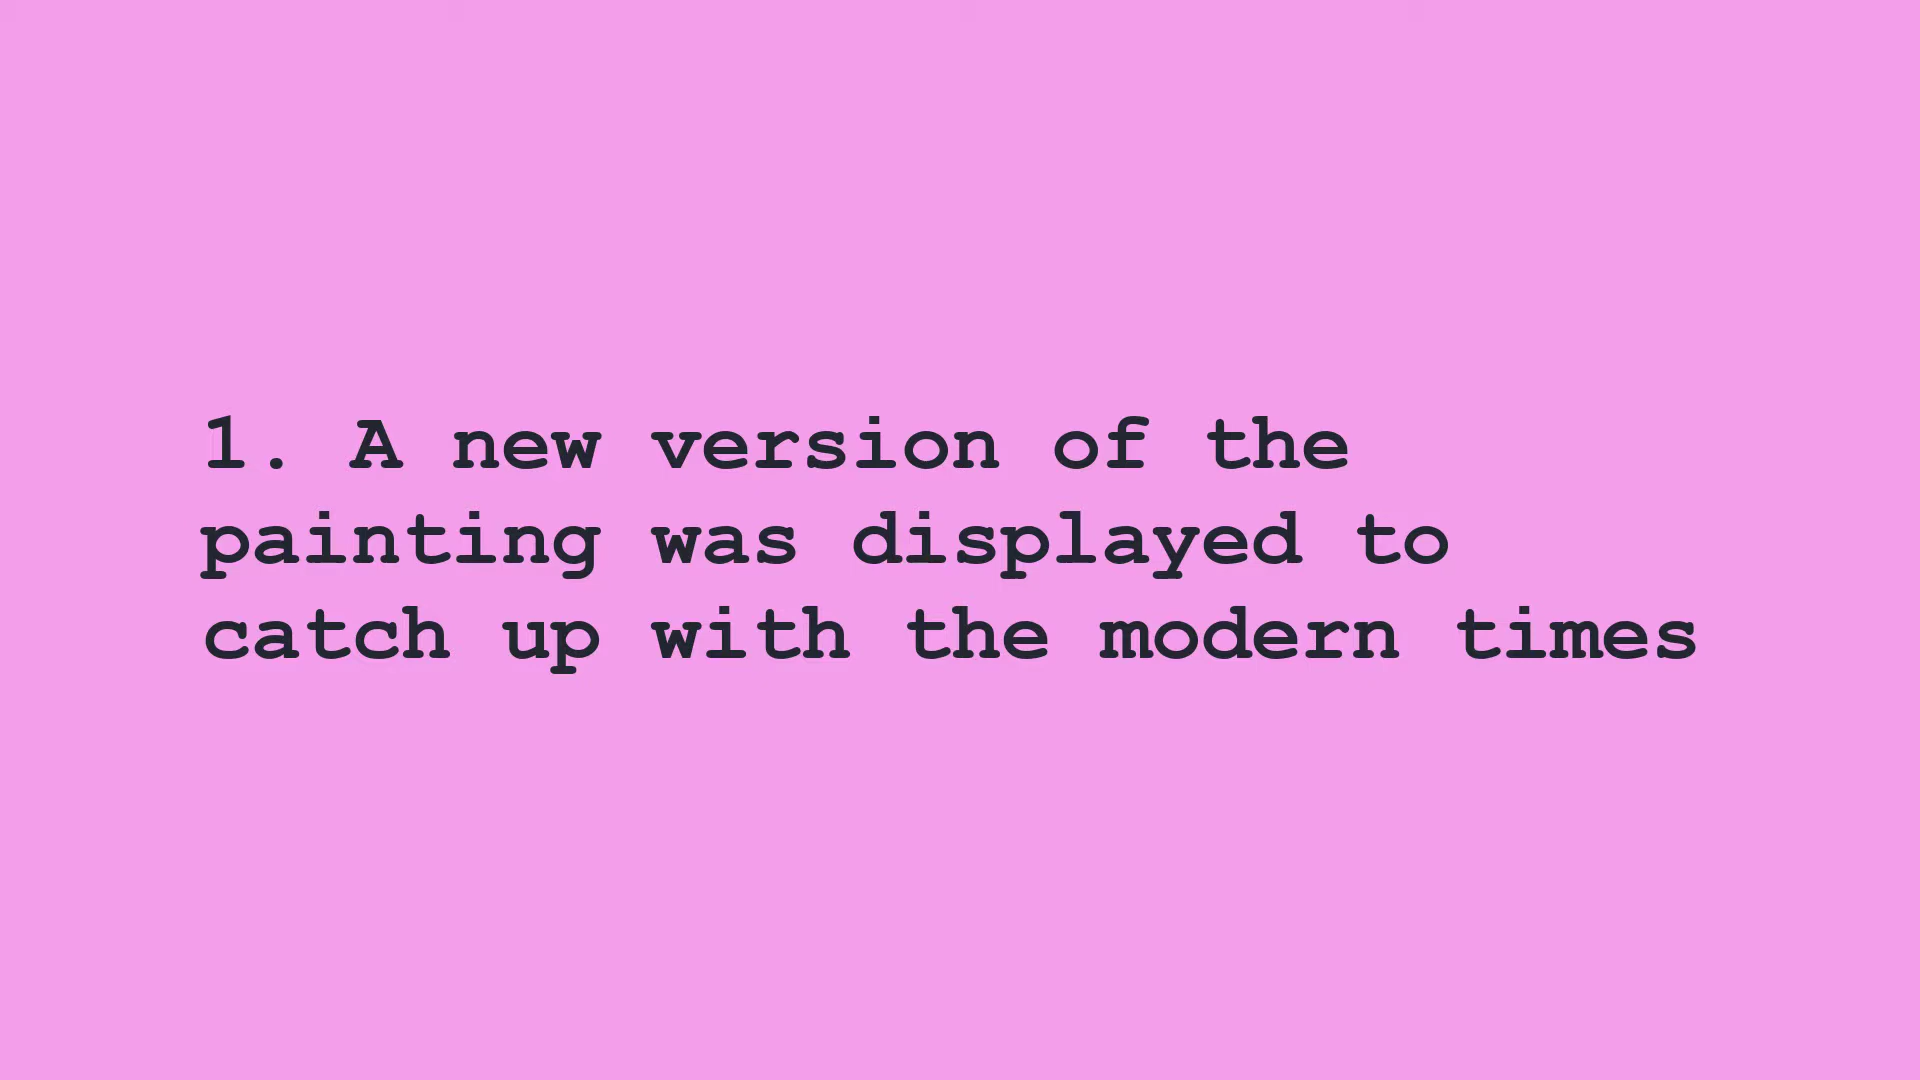 1. A new version of the
painting was displayed to
catch up with the modern times